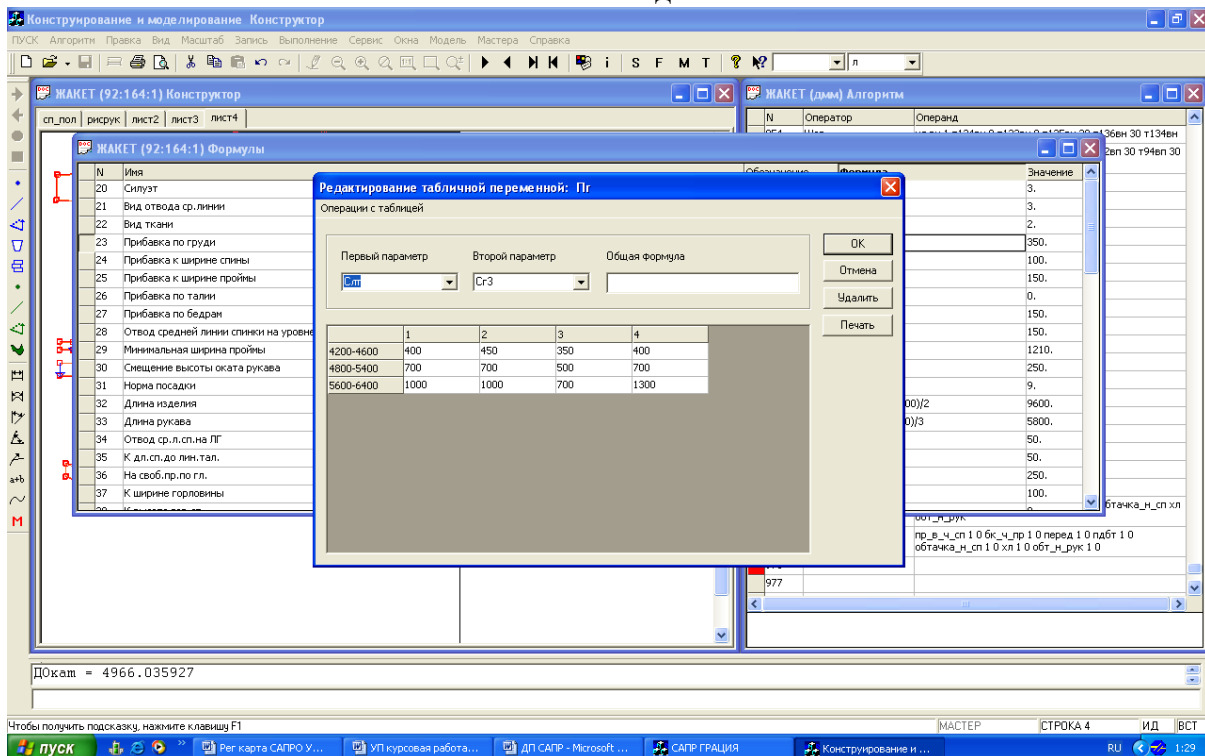 Конструирование и моделирование Конструктор
ПУСК Алгоритм Правка Вид Масштаб Запись Выполнение Сервис Окна Модель Мастера Справка
i S F M T л
ЖАКЕТ (92:164:1) Конструктор
сп_пол рисрук лист2 лист3 лист4
ЖАКЕТ (дмм) Алгоритм
N Оператор Операнд
ЖАКЕТ (92:164:1) Формулы
N Имя Значение
20 Силуэт 3.
21 Вид отвода ср.линии 3.
22 Вид ткани 2.
23 Прибавка по груди 350.
24 Прибавка к ширине спины 100.
25 Прибавка к ширине проймы 150.
26 Прибавка по талии 0.
27 Прибавка по бедрам 150.
28 Отвод средней линии спинки на уровне 150.
29 Минимальная ширина проймы 1210.
30 Смещение высоты оката рукава 250.
31 Норма посадки 9.
32 Длина изделия 00)/2 9600.
33 Длина рукава 0)/3 5800.
34 Отвод ср.л.сп.на ЛГ 50.
35 К дл.сп.до лин.тал. 50.
36 На своб.пр.по гл. 250.
37 К ширине горловины 100.
Редактирование табличной переменной: Пг
Операции с таблицей
Первый параметр Второй параметр Общая формула
Слт Сг3
OK
Отмена
Удалить
Печать
1 2 3 4
4200-4600 400 450 350 400
4800-5400 700 700 500 700
5600-6400 1000 1000 700 1300
бтачка_н_сп хл
пр_в_ч_сп 1 0 бк_ч_пр 1 0 перед 1 0 пдбт 1 0
обтачка_н_сп 1 0 хл 1 0 обт_н_рук 1 0
977
a+b
M
ДОкат = 4966.035927
Чтобы получить подсказку, нажмите клавишу F1
МАСТЕР СТРОКА 4 ИД ВСТ
пуск
Рег карта САПРО У...
УП курсовая работа...
ДП САПР - Microsoft ...
САПР ГРАЦИЯ
Конструирование и ...
RU 1:29